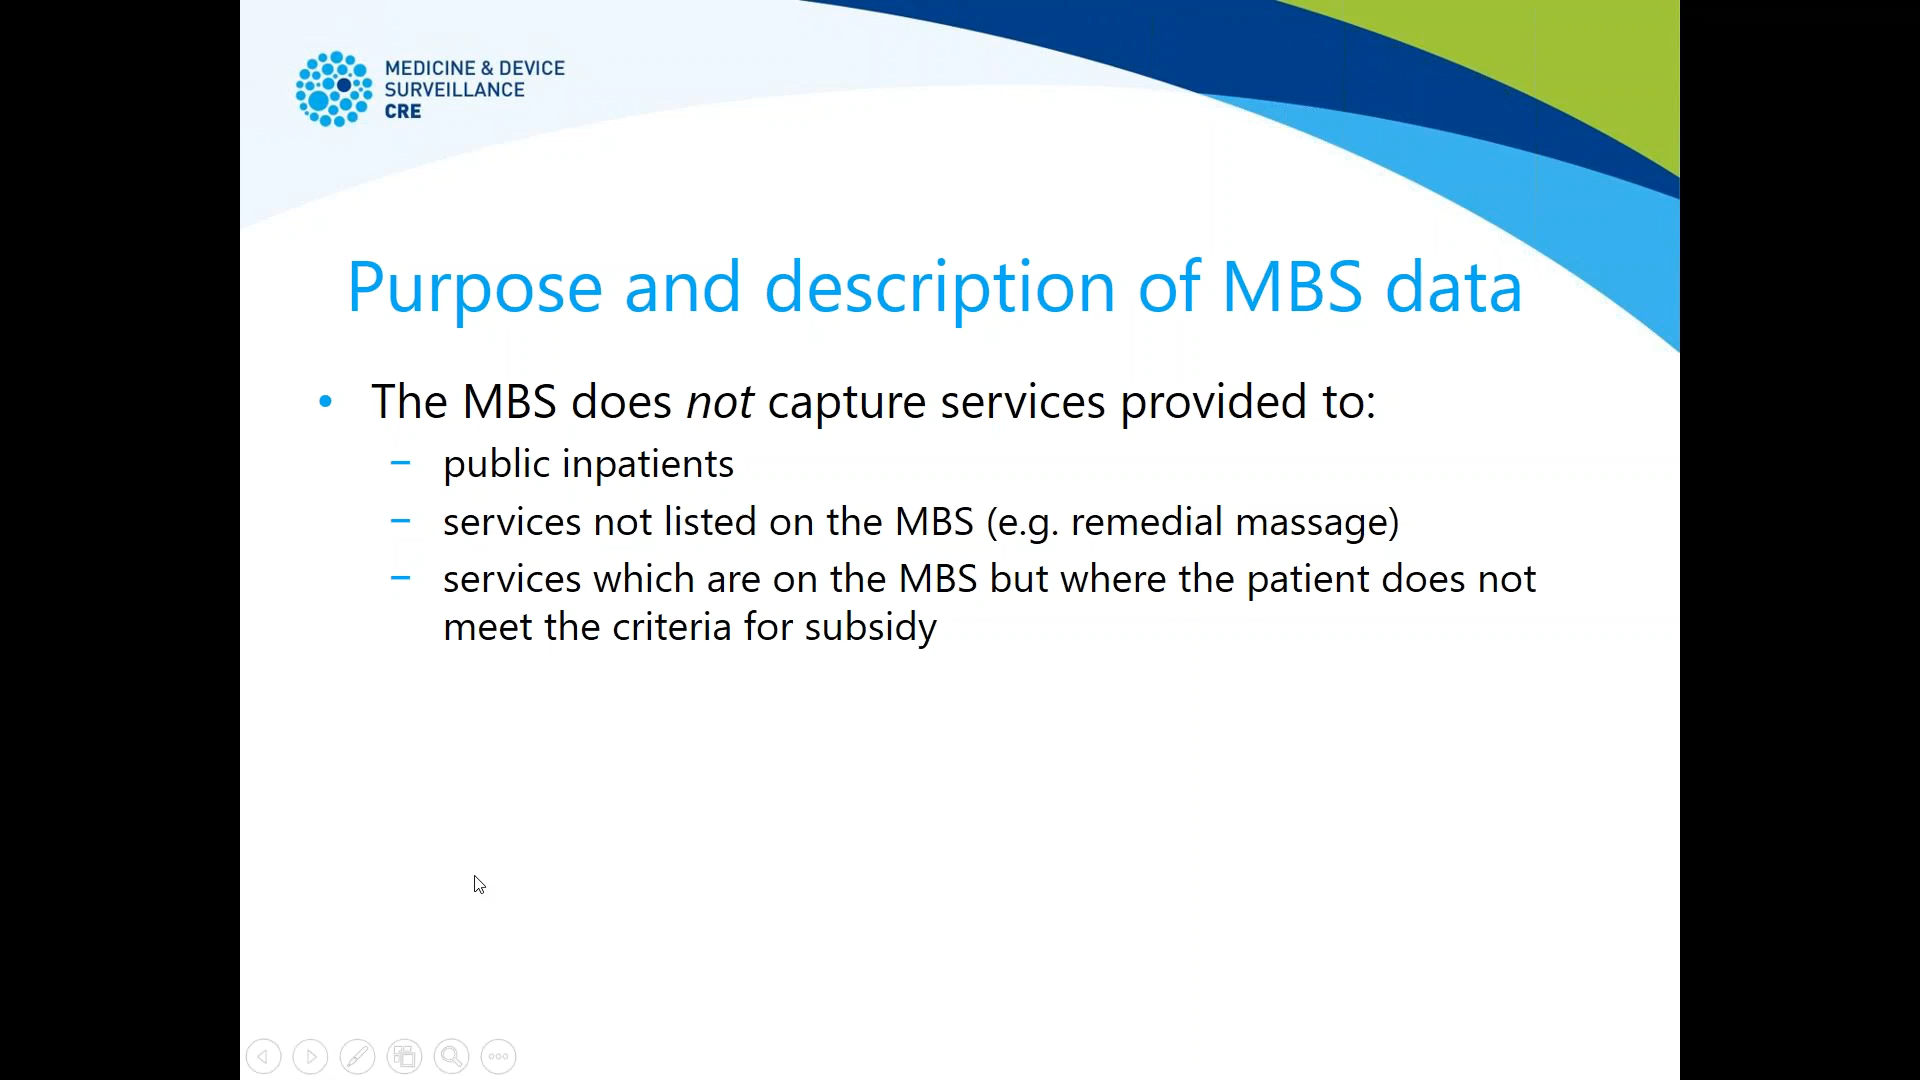 MEDICINE & DEVICE
SURVEILLANCE
CRE
Purpose and description of MBS data
• The MBS does not capture services provided to:
– public inpatients
– services not listed on the MBS (e.g. remedial massage)
– services which are on the MBS but where the patient does not
meet the criteria for subsidy